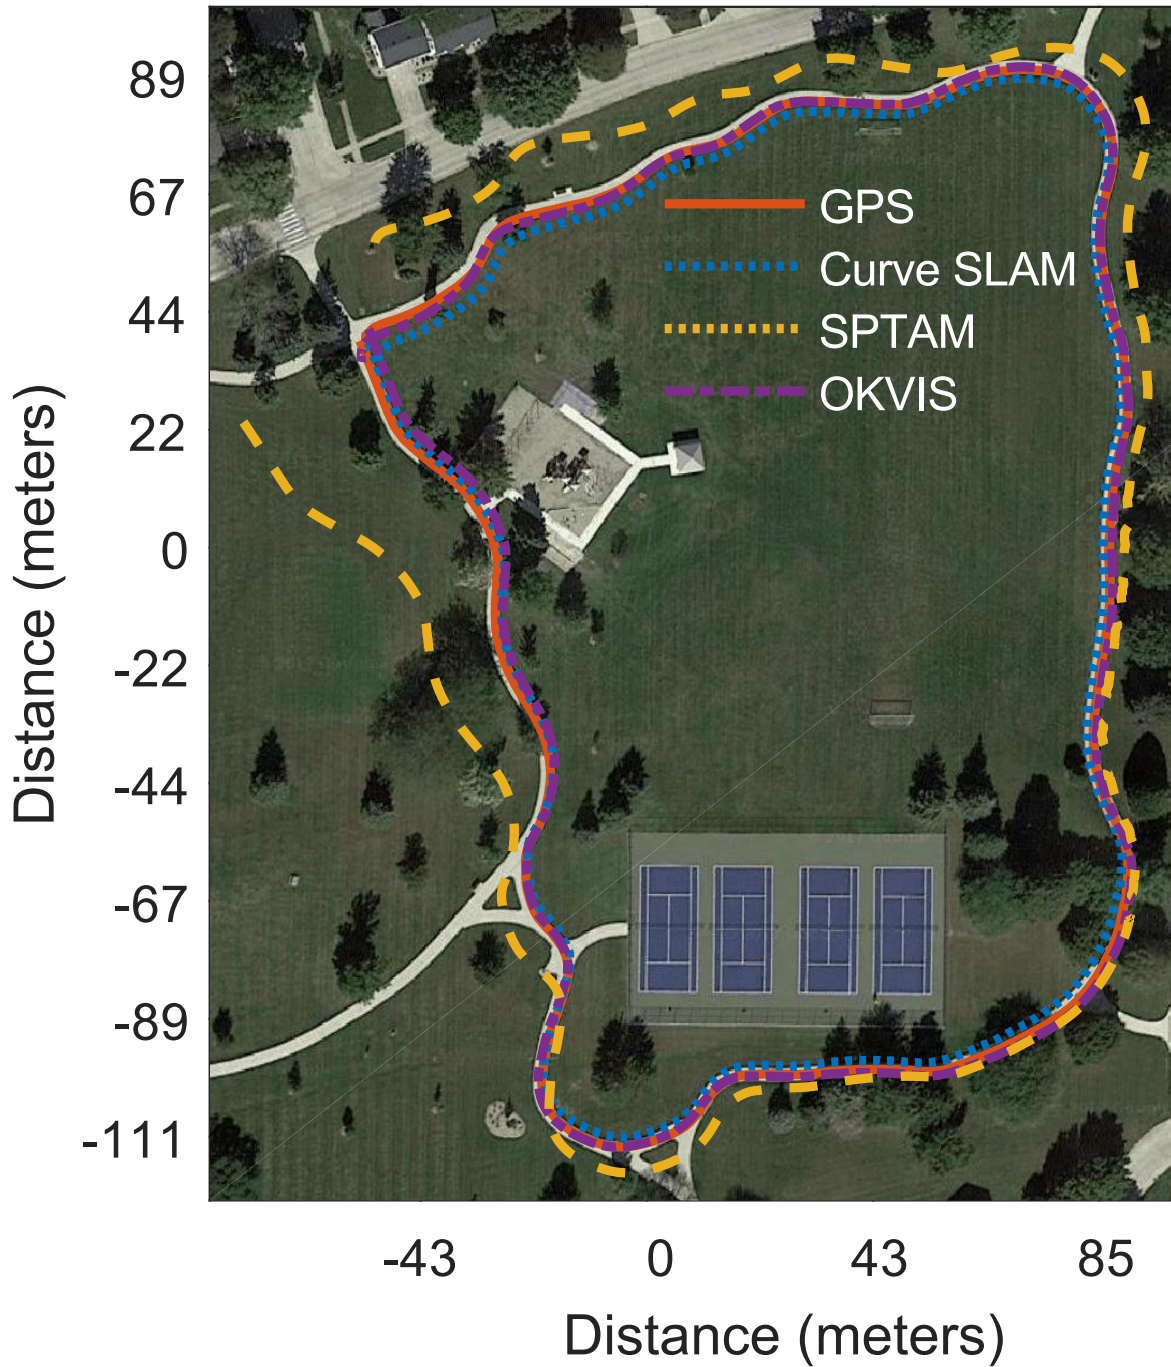 89
67
44
22
0
-22
-44
-67
-89
-111
Distance (meters)
GPS
Curve SLAM
SPTAM
OKVIS
-43
0
43
85
Distance (meters)